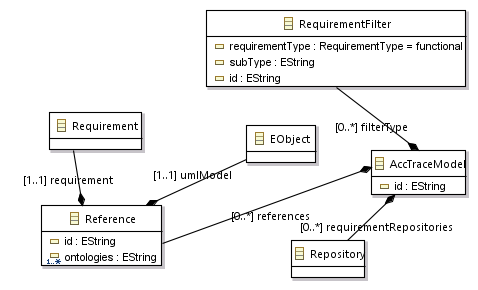 RequirementFilter
requirementType : RequirementType = functional
subType : EString
id : EString
Requirement
EObject
[0..*] filterType
AccTraceModel
id : EString
[1..1] requirement
[1..1] umlModel
Reference
id : EString
1..* ontologies : EString
[0..*] references
[0..*] requirementRepositories
Repository